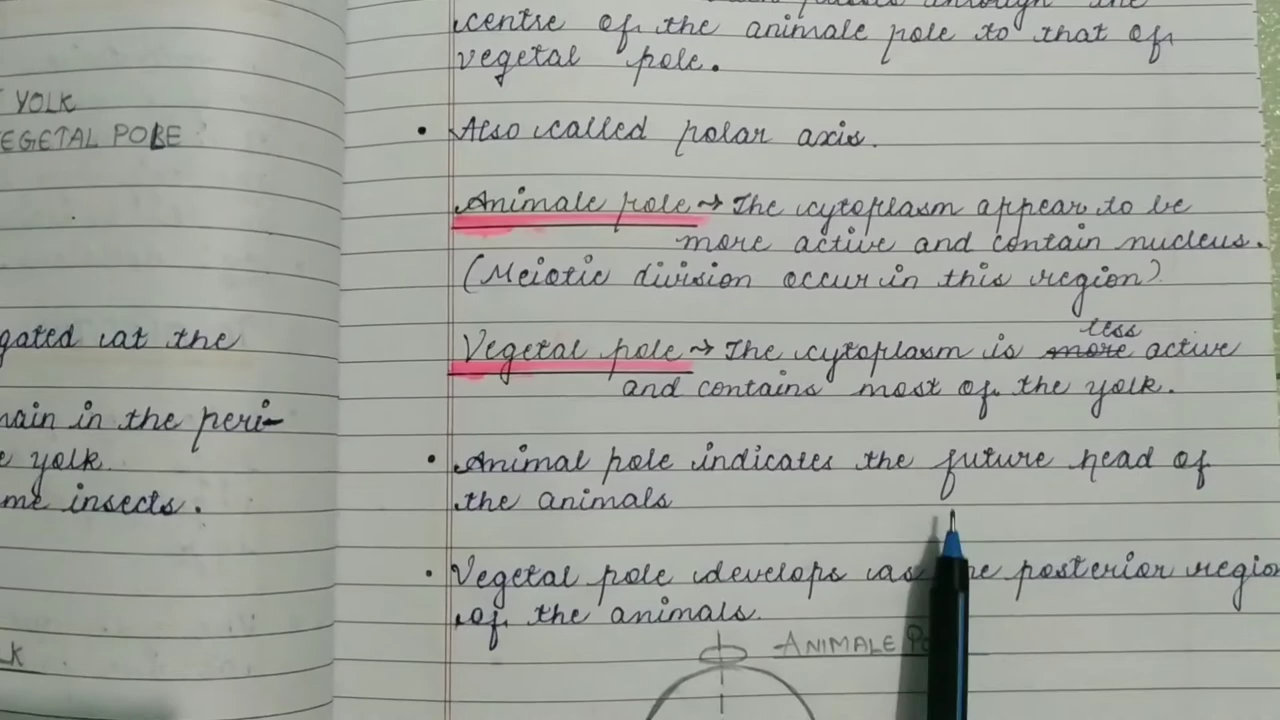 YOLK
EGETAL POLE
gated at the
main in the peri-
e yolk.
me insects.
K
through the
centre of the animale pole to that of
vegetal pole.
• Also called polar axis.
Animale pole → The cytoplasm appear to be
more active and contain nucleus.
(Meiotic division occur in this region)
less
Vegetal pole → The cytoplasm is more active
and contains most of the yolk.
• Animal pole indicates the future head of
the animals
• Vegetal pole develops as he posterior regio
of the animals.
ANIMALE Po